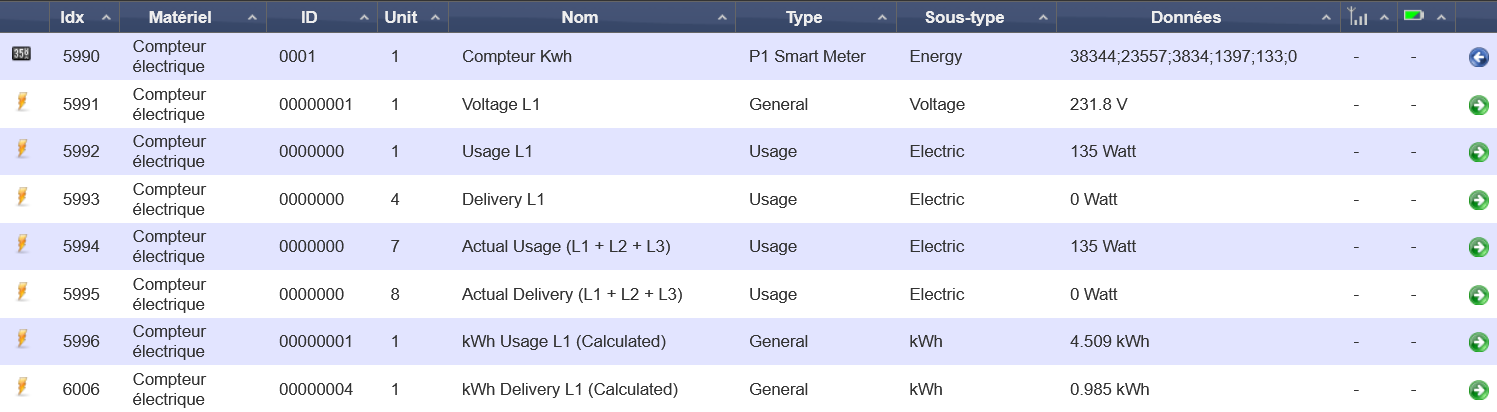 Idx Matériel ID Unit Nom Type Sous-type Données
5990 Compteur électrique 0001 1 Compteur Kwh P1 Smart Meter Energy 38344;23557;3834;1397;133;0 - -
5991 Compteur électrique 00000001 1 Voltage L1 General Voltage 231.8 V - -
5992 Compteur électrique 0000000 1 Usage L1 Usage Electric 135 Watt - -
5993 Compteur électrique 0000000 4 Delivery L1 Usage Electric 0 Watt - -
5994 Compteur électrique 0000000 7 Actual Usage (L1 + L2 + L3) Usage Electric 135 Watt - -
5995 Compteur électrique 0000000 8 Actual Delivery (L1 + L2 + L3) Usage Electric 0 Watt - -
5996 Compteur électrique 00000001 1 kWh Usage L1 (Calculated) General kWh 4.509 kWh - -
6006 Compteur électrique 00000004 1 kWh Delivery L1 (Calculated) General kWh 0.985 kWh - -